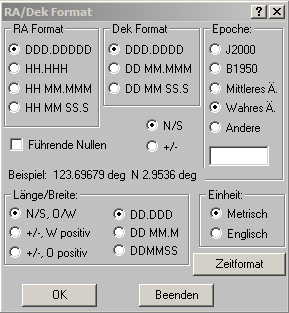 RA/Dek Format
RA Format
DDD.DDDDD
HH.HHH
HH MM.MMM
HH MM SS.S
Dek Format
DDD.DDDD
DD MM.MMM
DD MM SS.S
N/S
+/-
Epoche:
J2000
B1950
Mittleres Ä.
Wahres Ä.
Andere
Führende Nullen
Beispiel: 123.69679 deg N 2.9536 deg
Länge/Breite:
N/S, O/W
+/-, W positiv
+/-, O positiv
DD.DDD
DD MM.M
DDMMSS
Einheit:
Metrisch
Englisch
Zeitformat
OK
Beenden